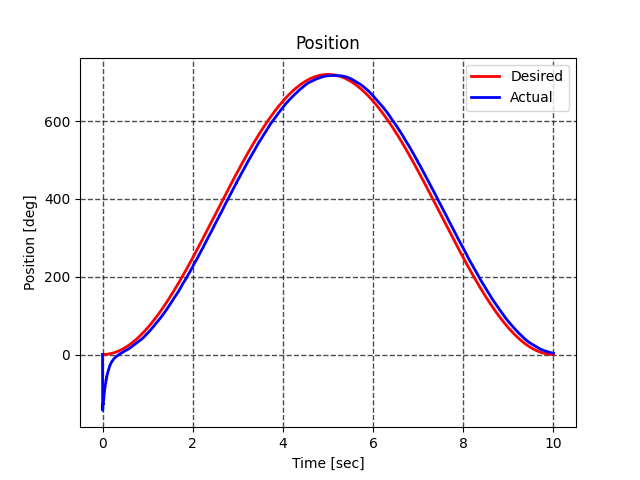 Position
Desired
Actual
Position [deg]
600
400
200
0
0 2 4 6 8 10
Time [sec]